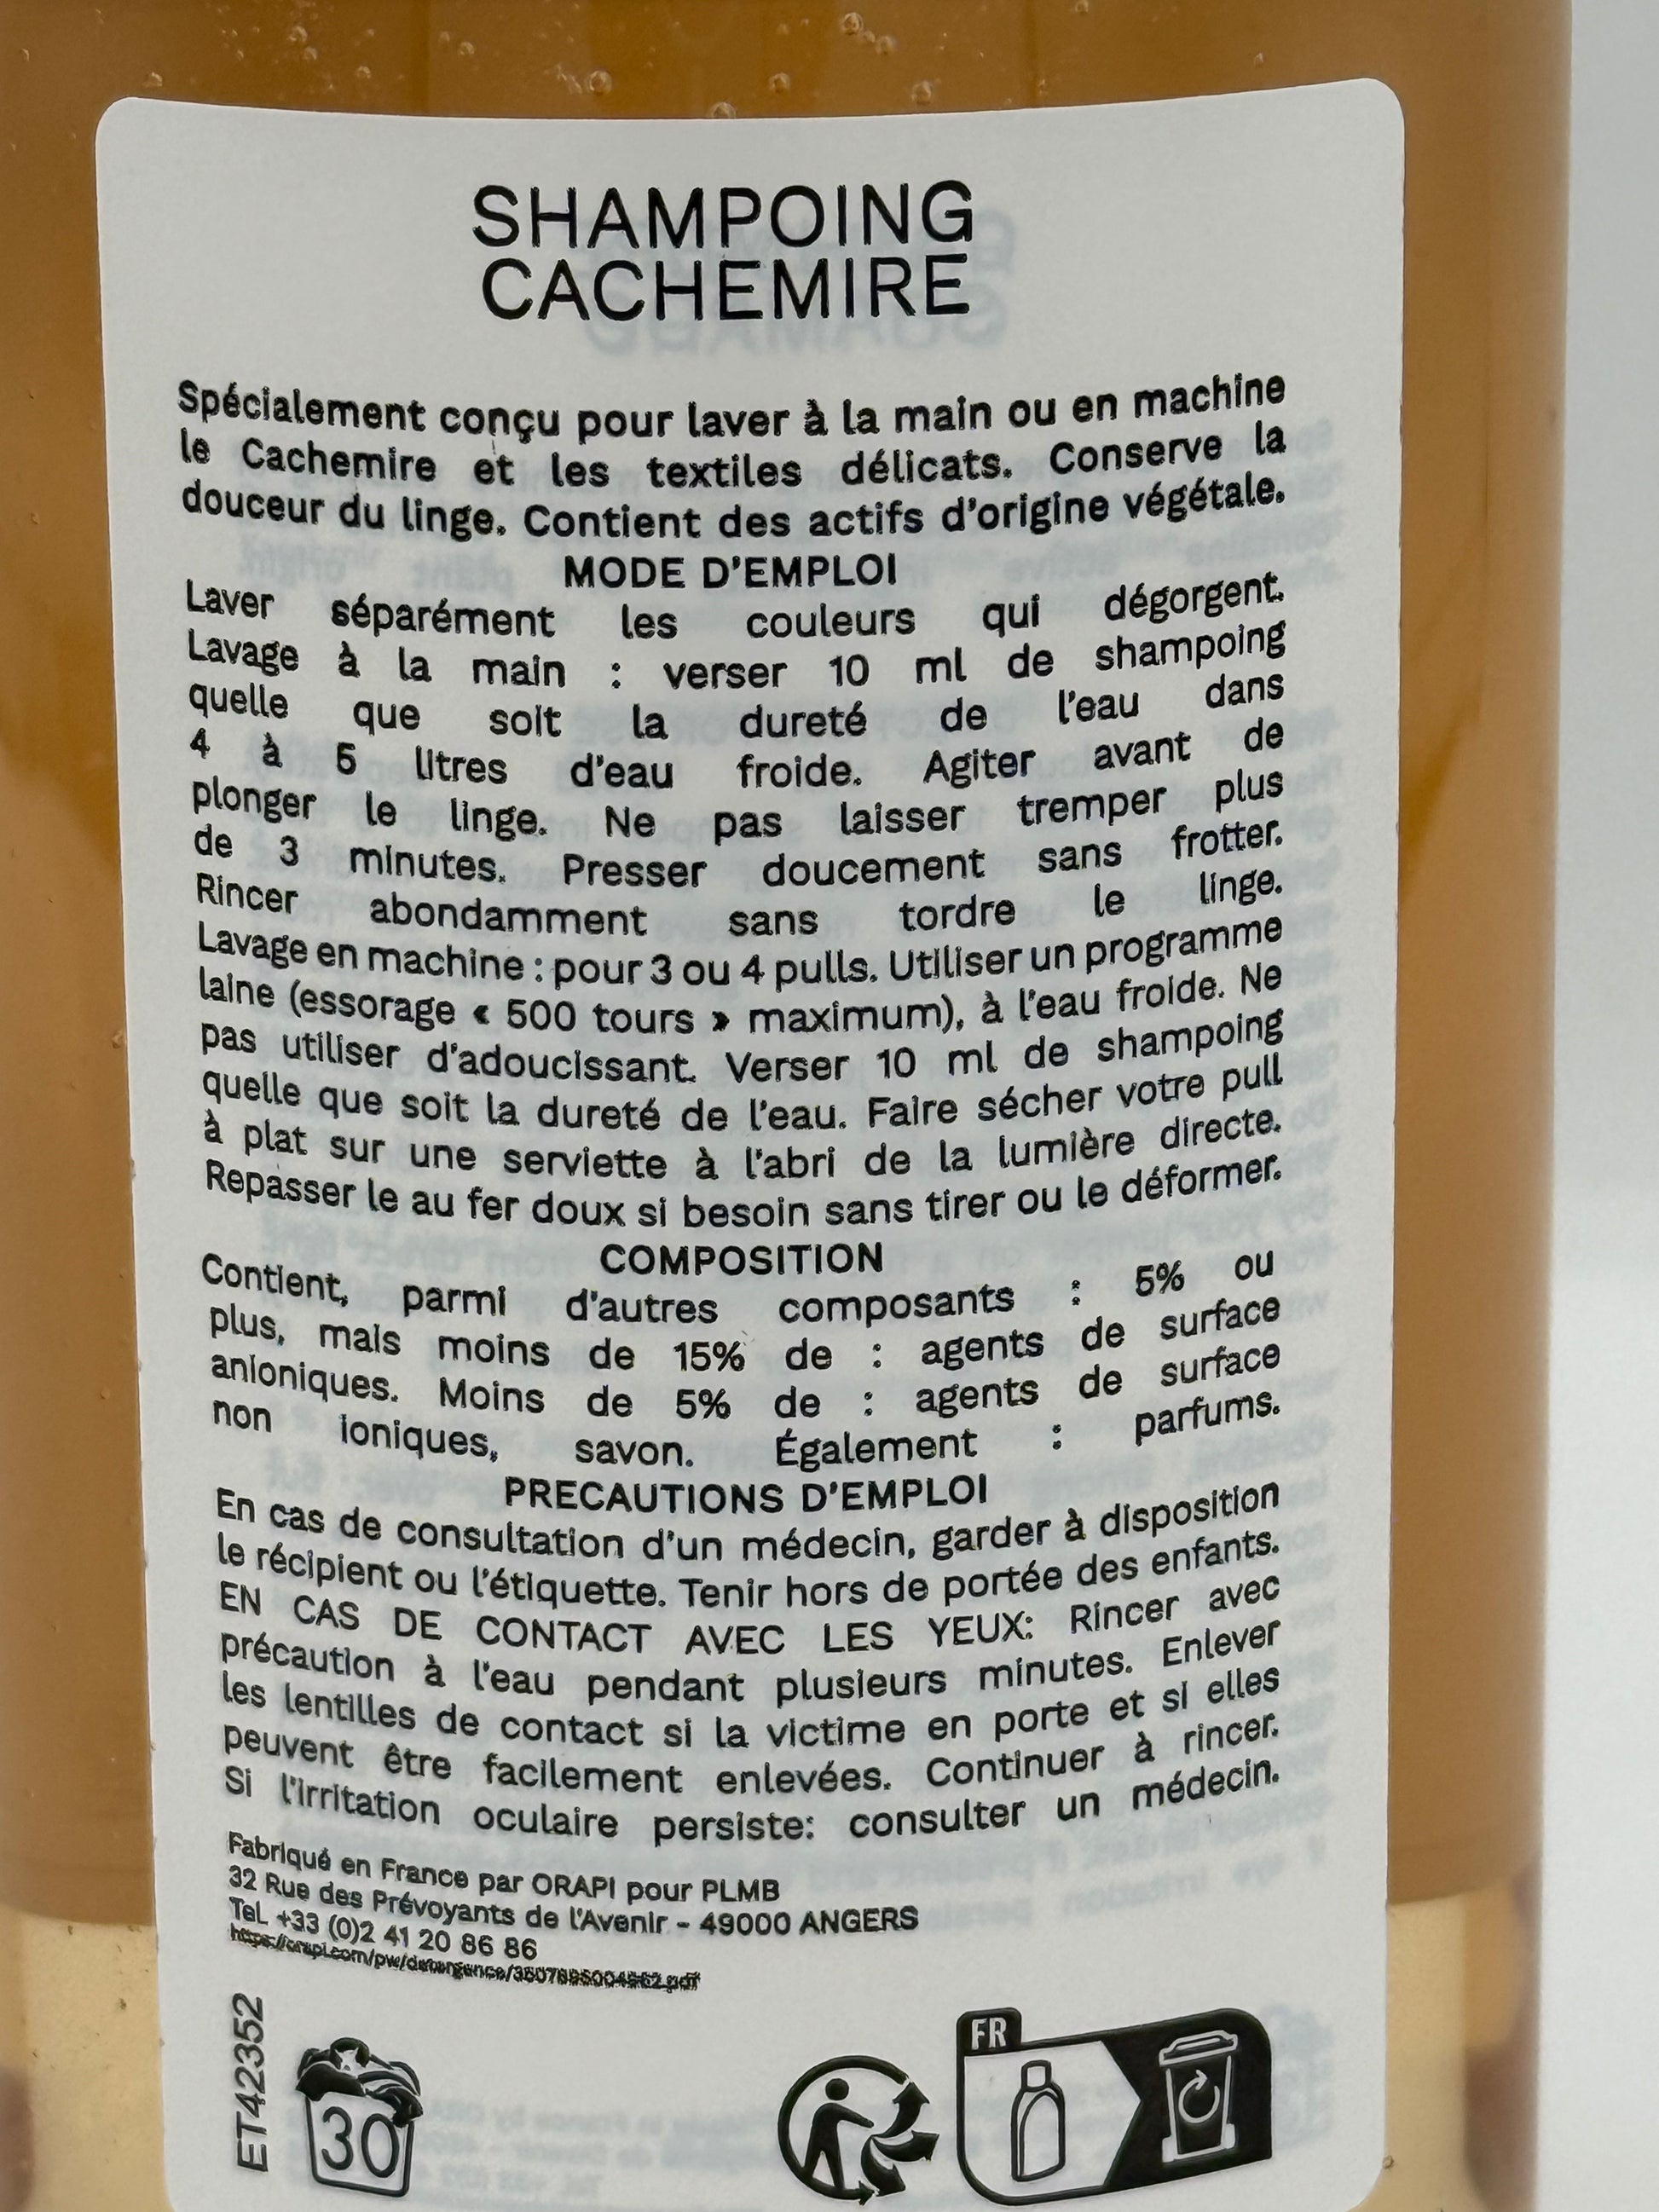 SHAMPOING
CACHEMIRE
Spécialement conçu pour laver à la main ou en machine
le Cachemire et les textiles délicats. Conserve la
douceur du linge. Contient des actifs d'origine végétale.
MODE D'EMPLOI
Laver séparément les couleurs qui dégorgent.
Lavage à la main : verser 10 ml de shampoing
quelle que soit la dureté de l'eau dans
4 à 5 litres d'eau froide. Agiter avant de
plonger le linge. Ne pas laisser tremper plus
de 3 minutes. Presser doucement sans frotter.
Rincer abondamment sans tordre le linge.
Lavage en machine : pour 3 ou 4 pulls. Utiliser un programme
laine (essorage « 500 tours » maximum), à l'eau froide. Ne
pas utiliser d'adoucissant. Verser 10 ml de shampoing
quelle que soit la dureté de l'eau. Faire sécher votre pull
à plat sur une serviette à l'abri de la lumière directe.
Repasser le au fer doux si besoin sans tirer ou le déformer.
COMPOSITION
Contient, parmi d'autres composants : 5% ou
plus, mais moins de 15% de : agents de surface
anioniques. Moins de 5% de : agents de surface
non ioniques, savon. Également : parfums.
PRECAUTIONS D'EMPLOI
En cas de consultation d'un médecin, garder à disposition
le récipient ou l'étiquette. Tenir hors de portée des enfants.
EN CAS DE CONTACT AVEC LES YEUX: Rincer avec
précaution à l'eau pendant plusieurs minutes. Enlever
les lentilles de contact si la victime en porte et si elles
peuvent être facilement enlevées. Continuer à rincer.
Si l'irritation oculaire persiste: consulter un médecin.
Fabriqué en France par ORAPI pour PLMB
32 Rue des Prévoyants de l'Avenir - 49000 ANGERS
Tel. +33 (0)2 41 20 86 86
ET42352
30
FR